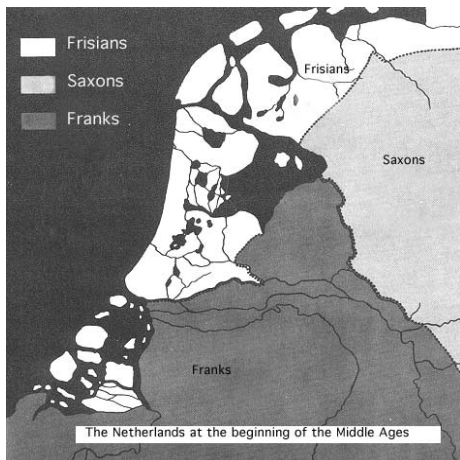 Frisians
Saxons
Franks
Frisians
Saxons
Franks
The Netherlands at the beginning of the Middle Ages